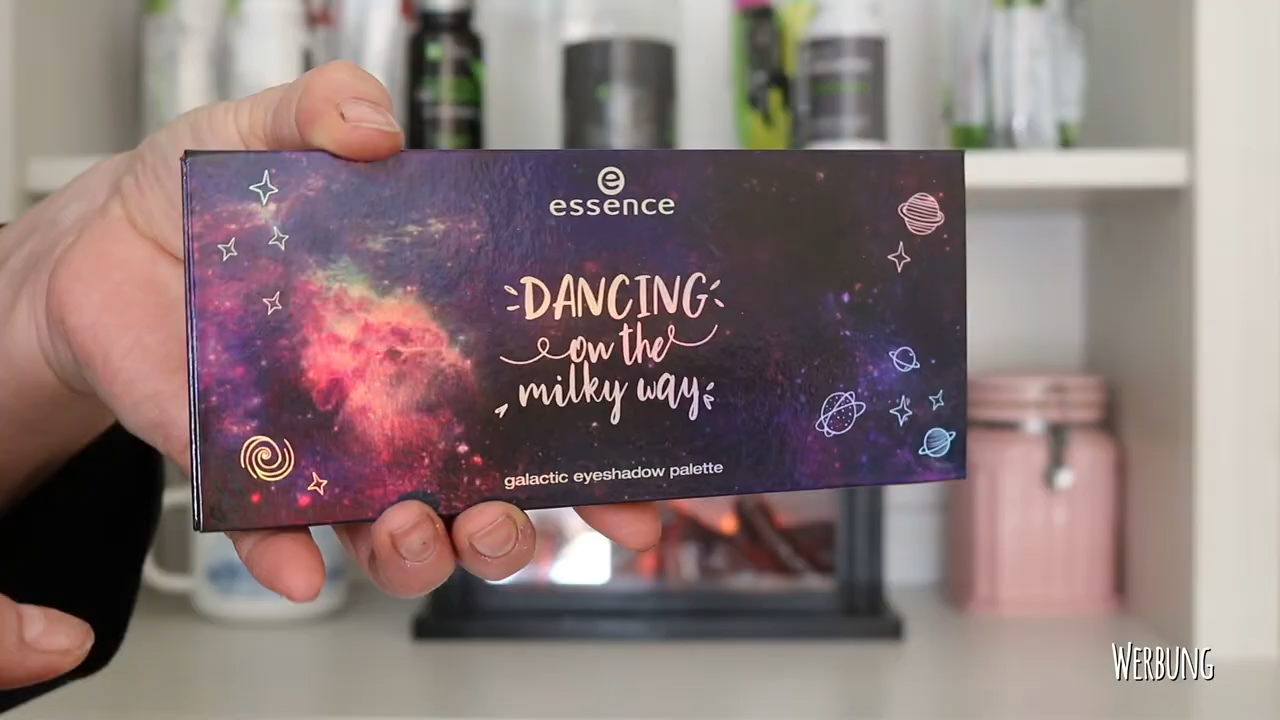 e
essence
DANCING
on the
milky way
galactic eyeshadow palette
WERBUNG